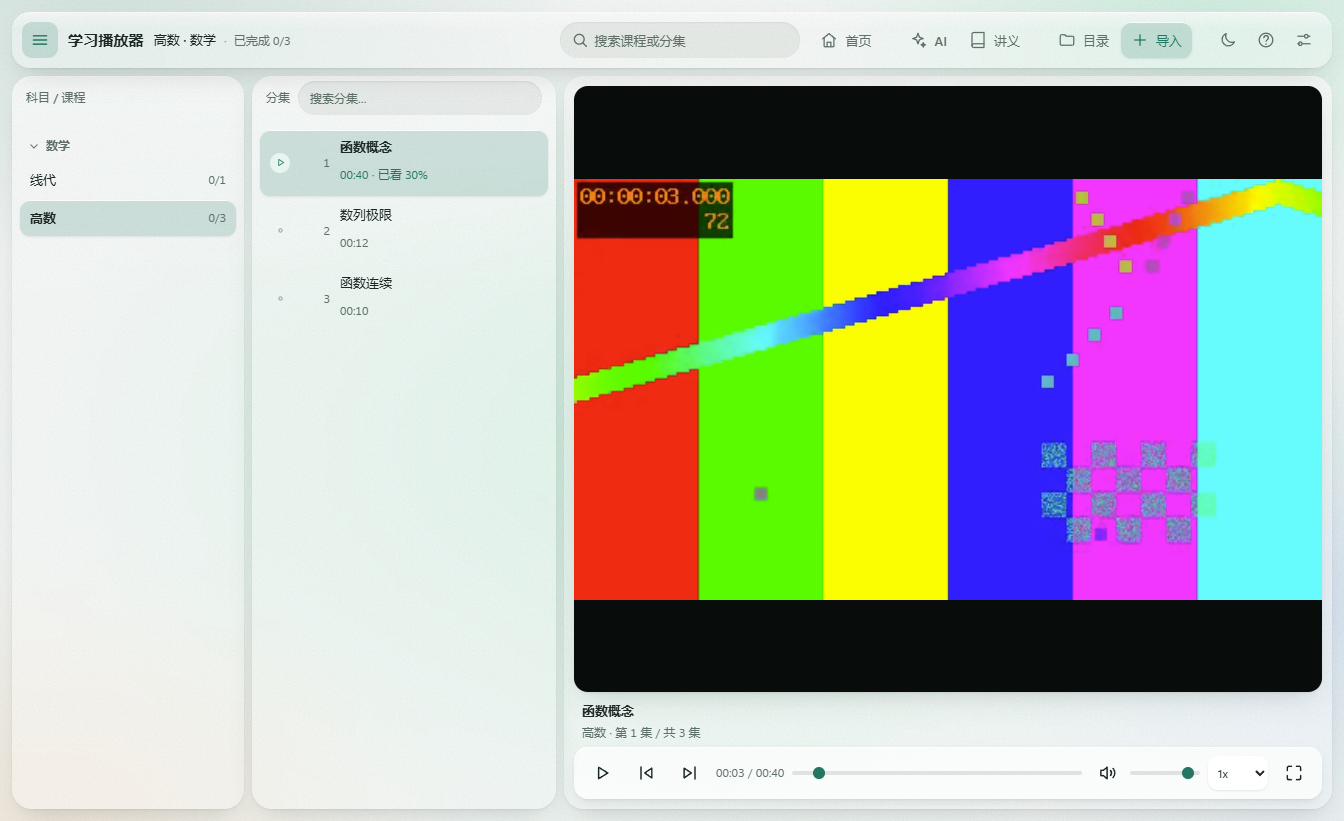 学习播放器 高数 · 数学 · 已完成 0/3
搜索课程或分集
首页
AI
讲义
目录
导入
科目 / 课程
数学
线代 0/1
高数 0/3
分集 搜索分集...
1 函数概念
00:40 · 已看 30%
2 数列极限
00:12
3 函数连续
00:10
00:00:03.000
72
函数概念
高数 · 第 1 集 / 共 3 集
00:03 / 00:40
1x